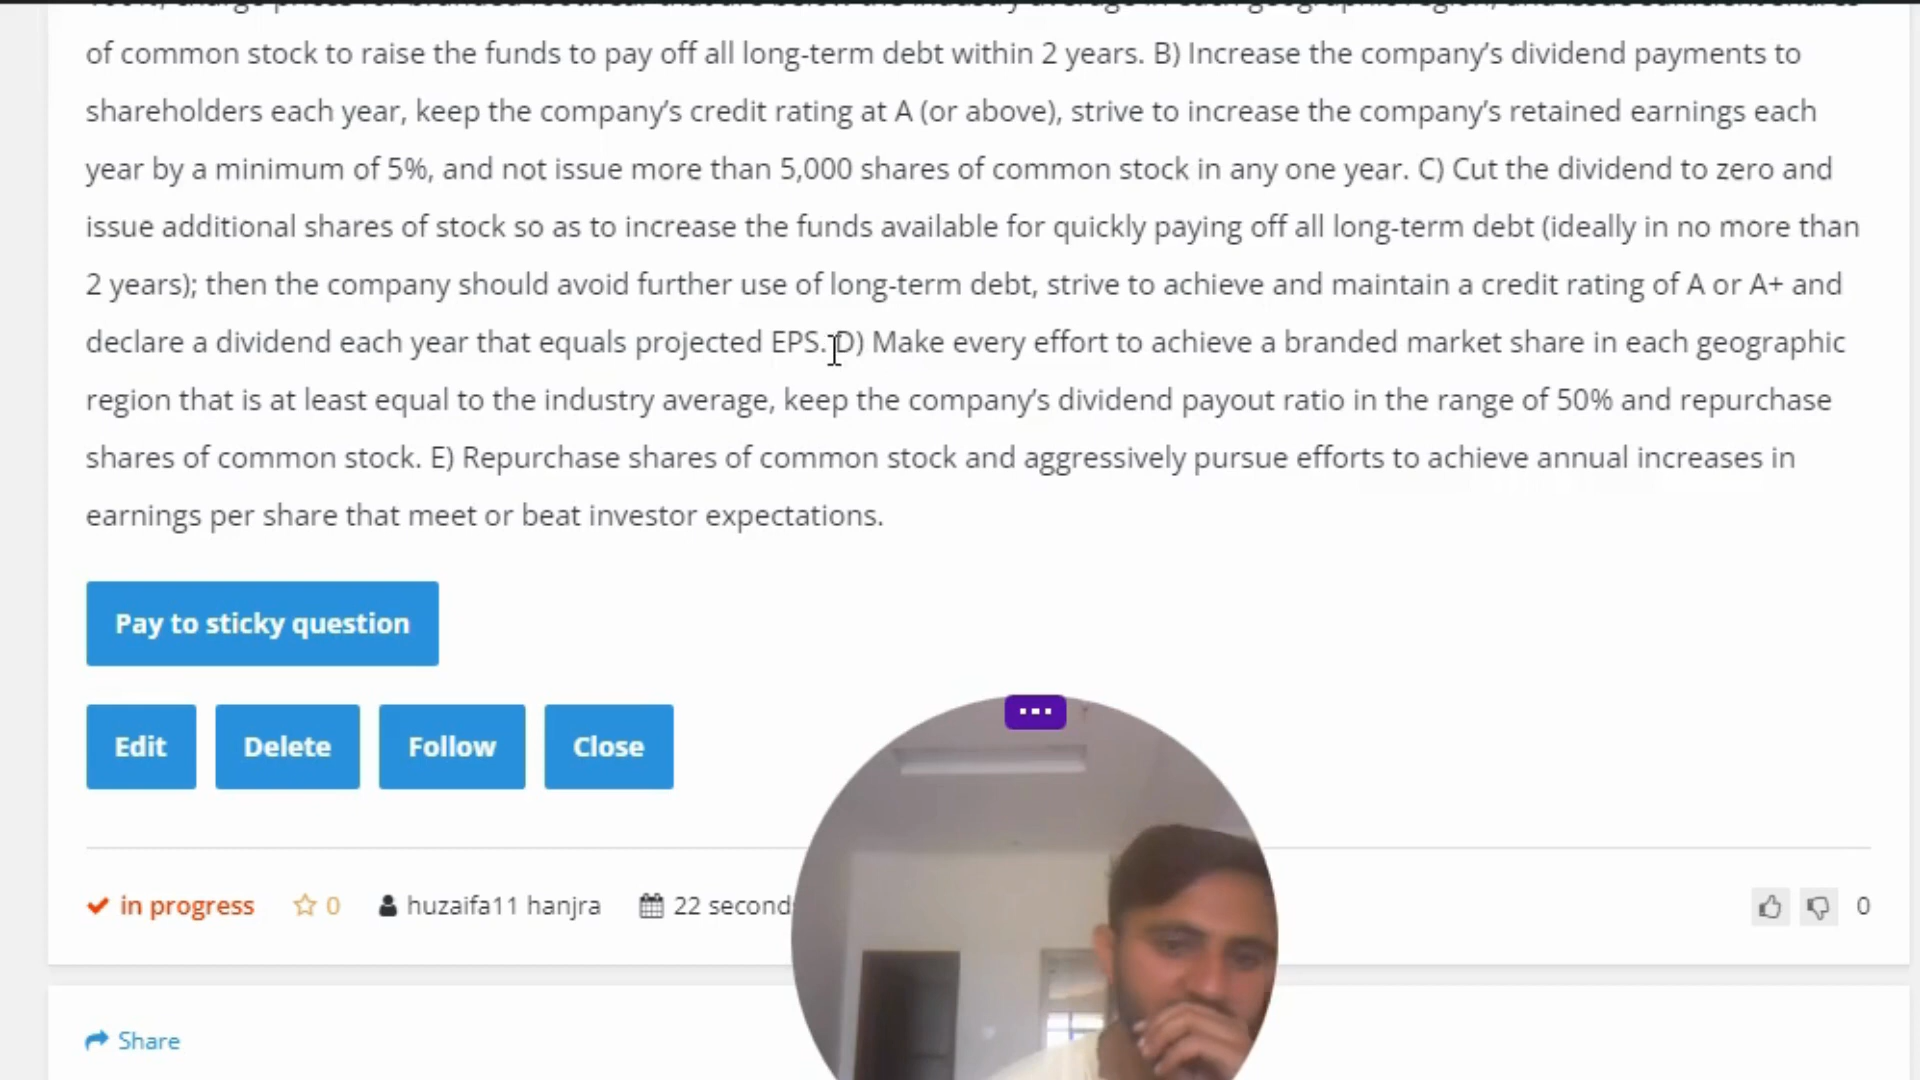 of common stock to raise the funds to pay off all long-term debt within 2 years. B) Increase the company’s dividend payments to
shareholders each year, keep the company’s credit rating at A (or above), strive to increase the company’s retained earnings each
year by a minimum of 5%, and not issue more than 5,000 shares of common stock in any one year. C) Cut the dividend to zero and
issue additional shares of stock so as to increase the funds available for quickly paying off all long-term debt (ideally in no more than
2 years); then the company should avoid further use of long-term debt, strive to achieve and maintain a credit rating of A or A+ and
declare a dividend each year that equals projected EPS. D) Make every effort to achieve a branded market share in each geographic
region that is at least equal to the industry average, keep the company’s dividend payout ratio in the range of 50% and repurchase
shares of common stock. E) Repurchase shares of common stock and aggressively pursue efforts to achieve annual increases in
earnings per share that meet or beat investor expectations.
Pay to sticky question
Edit Delete Follow Close
in progress 0 huzaifa11 hanjra 22 second 0
Share